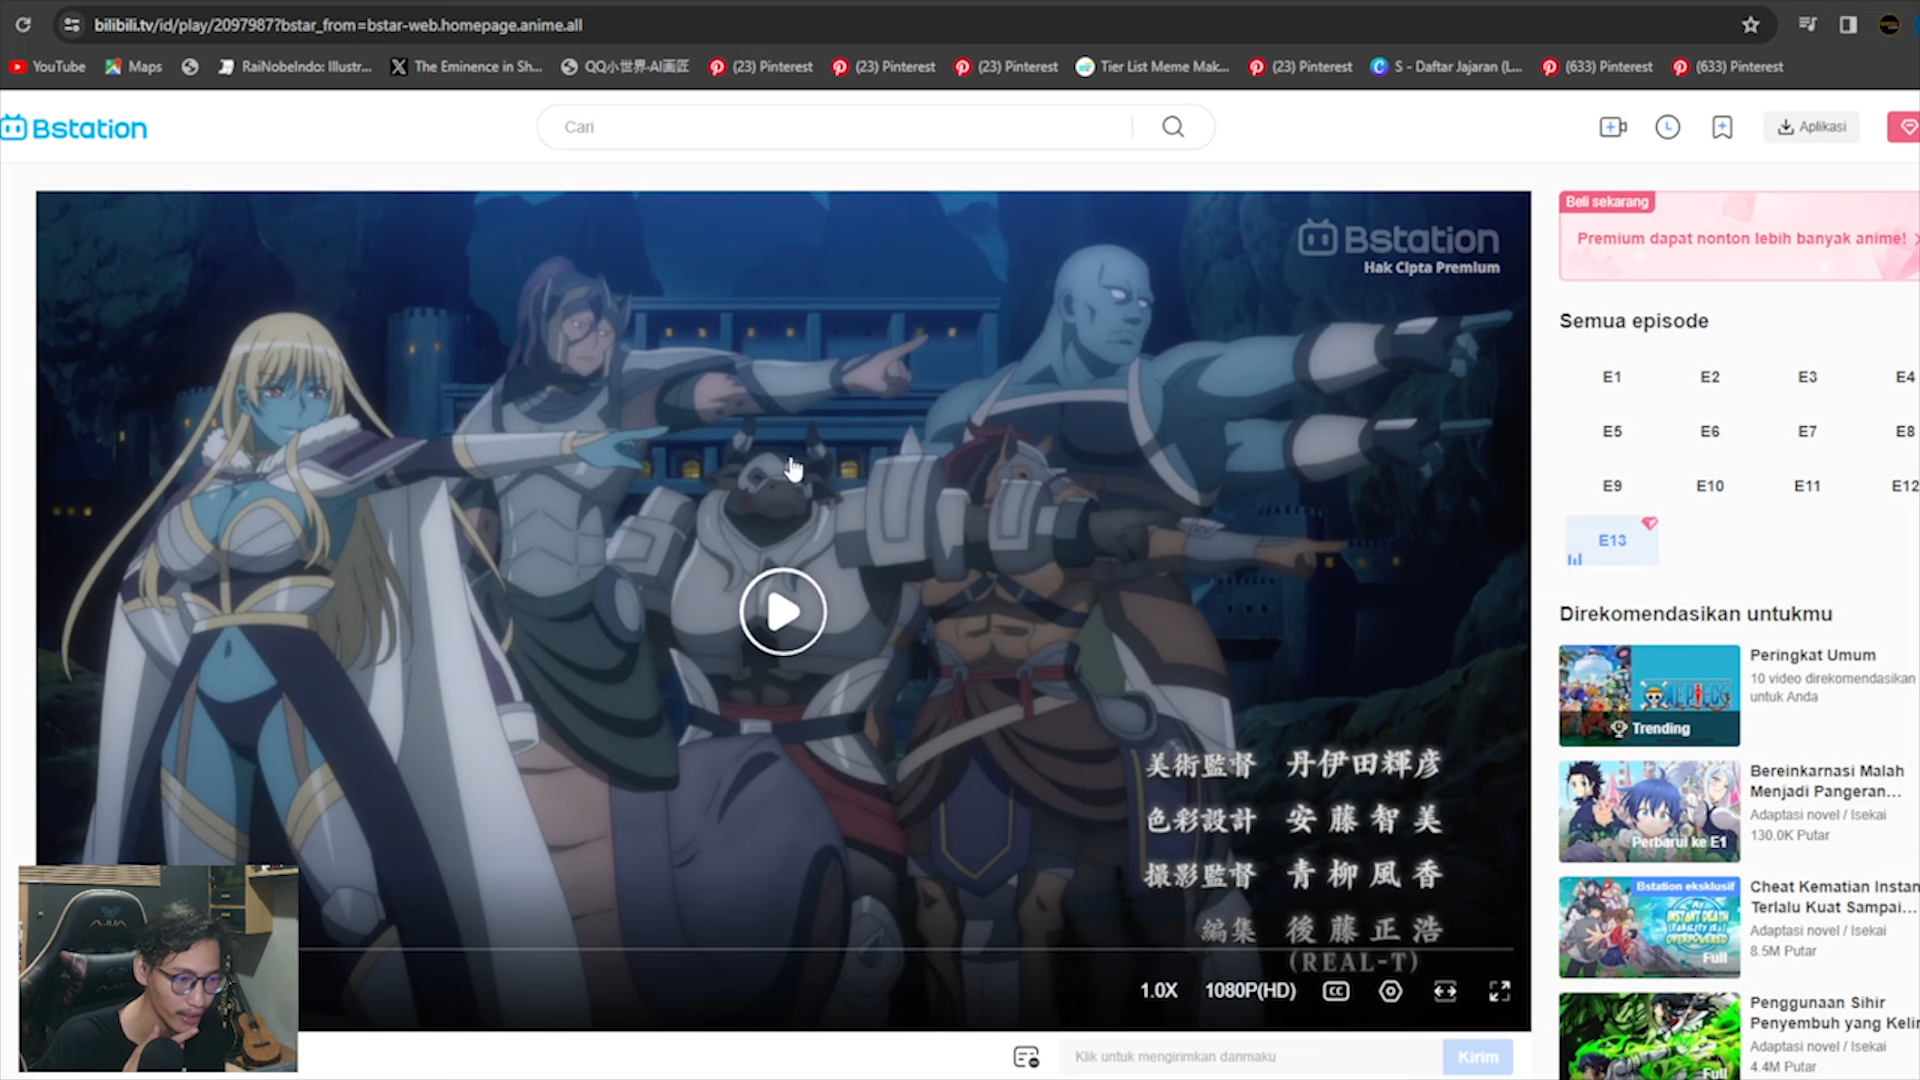 bilibili.tv/id/play/2097987?bstar_from=bstar-web.homepage.anime.all
YouTube
Maps
RaiNobeIndo: Illustr...
The Eminence in Sh...
QQ小世界-AI画匠
(23) Pinterest
(23) Pinterest
(23) Pinterest
Tier List Meme Mak...
(23) Pinterest
S - Daftar Jajaran (L...
(633) Pinterest
(633) Pinterest
Bstation
Cari
Aplikasi
Bstation
Hak Cipta Premium
美術監督 丹伊田輝彦
色彩設計 安藤智美
撮影監督 青柳風香
編集 後藤正浩
(REAL-T)
1.0X
1080P(HD)
CC
Klik untuk mengirimkan danmaku
Kirim
Beli sekarang
Premium dapat nonton lebih banyak anime!
Semua episode
E1 E2 E3 E4
E5 E6 E7 E8
E9 E10 E11 E12
E13
Direkomendasikan untukmu
Trending
Peringkat Umum
10 video direkomendasikan
untuk Anda
Perbarui ke E1
Bereinkarnasi Malah
Menjadi Pangeran...
Adaptasi novel / Isekai
130.0K Putar
Bstation eksklusif
INSTANT DEATH
Full
Cheat Kematian Instan
Terlalu Kuat Sampai...
Adaptasi novel / Isekai
8.5M Putar
Full
Penggunaan Sihir
Penyembuh yang Keli
Adaptasi novel / Isekai
4.4M Putar